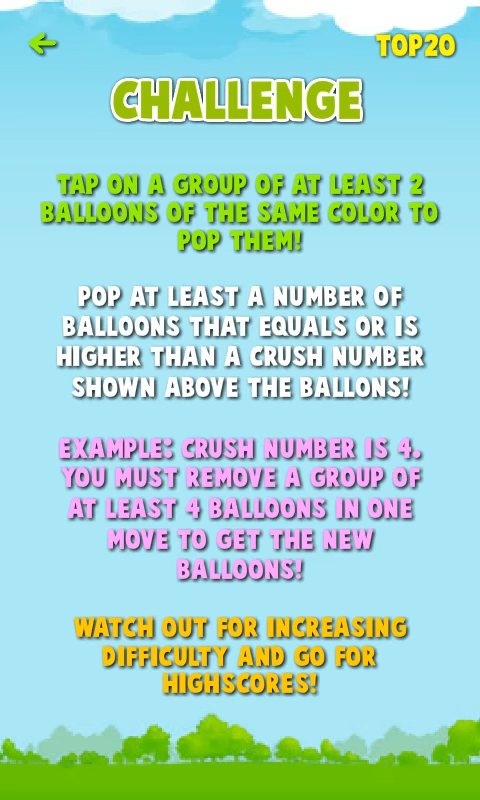 TOP20
CHALLENGE
TAP ON A GROUP OF AT LEAST 2
BALLOONS OF THE SAME COLOR TO
POP THEM!
POP AT LEAST A NUMBER OF
BALLOONS THAT EQUALS OR IS
HIGHER THAN A CRUSH NUMBER
SHOWN ABOVE THE BALLONS!
EXAMPLE: CRUSH NUMBER IS 4.
YOU MUST REMOVE A GROUP OF
AT LEAST 4 BALLOONS IN ONE
MOVE TO GET THE NEW
BALLOONS!
WATCH OUT FOR INCREASING
DIFFICULTY AND GO FOR
HIGHSCORES!